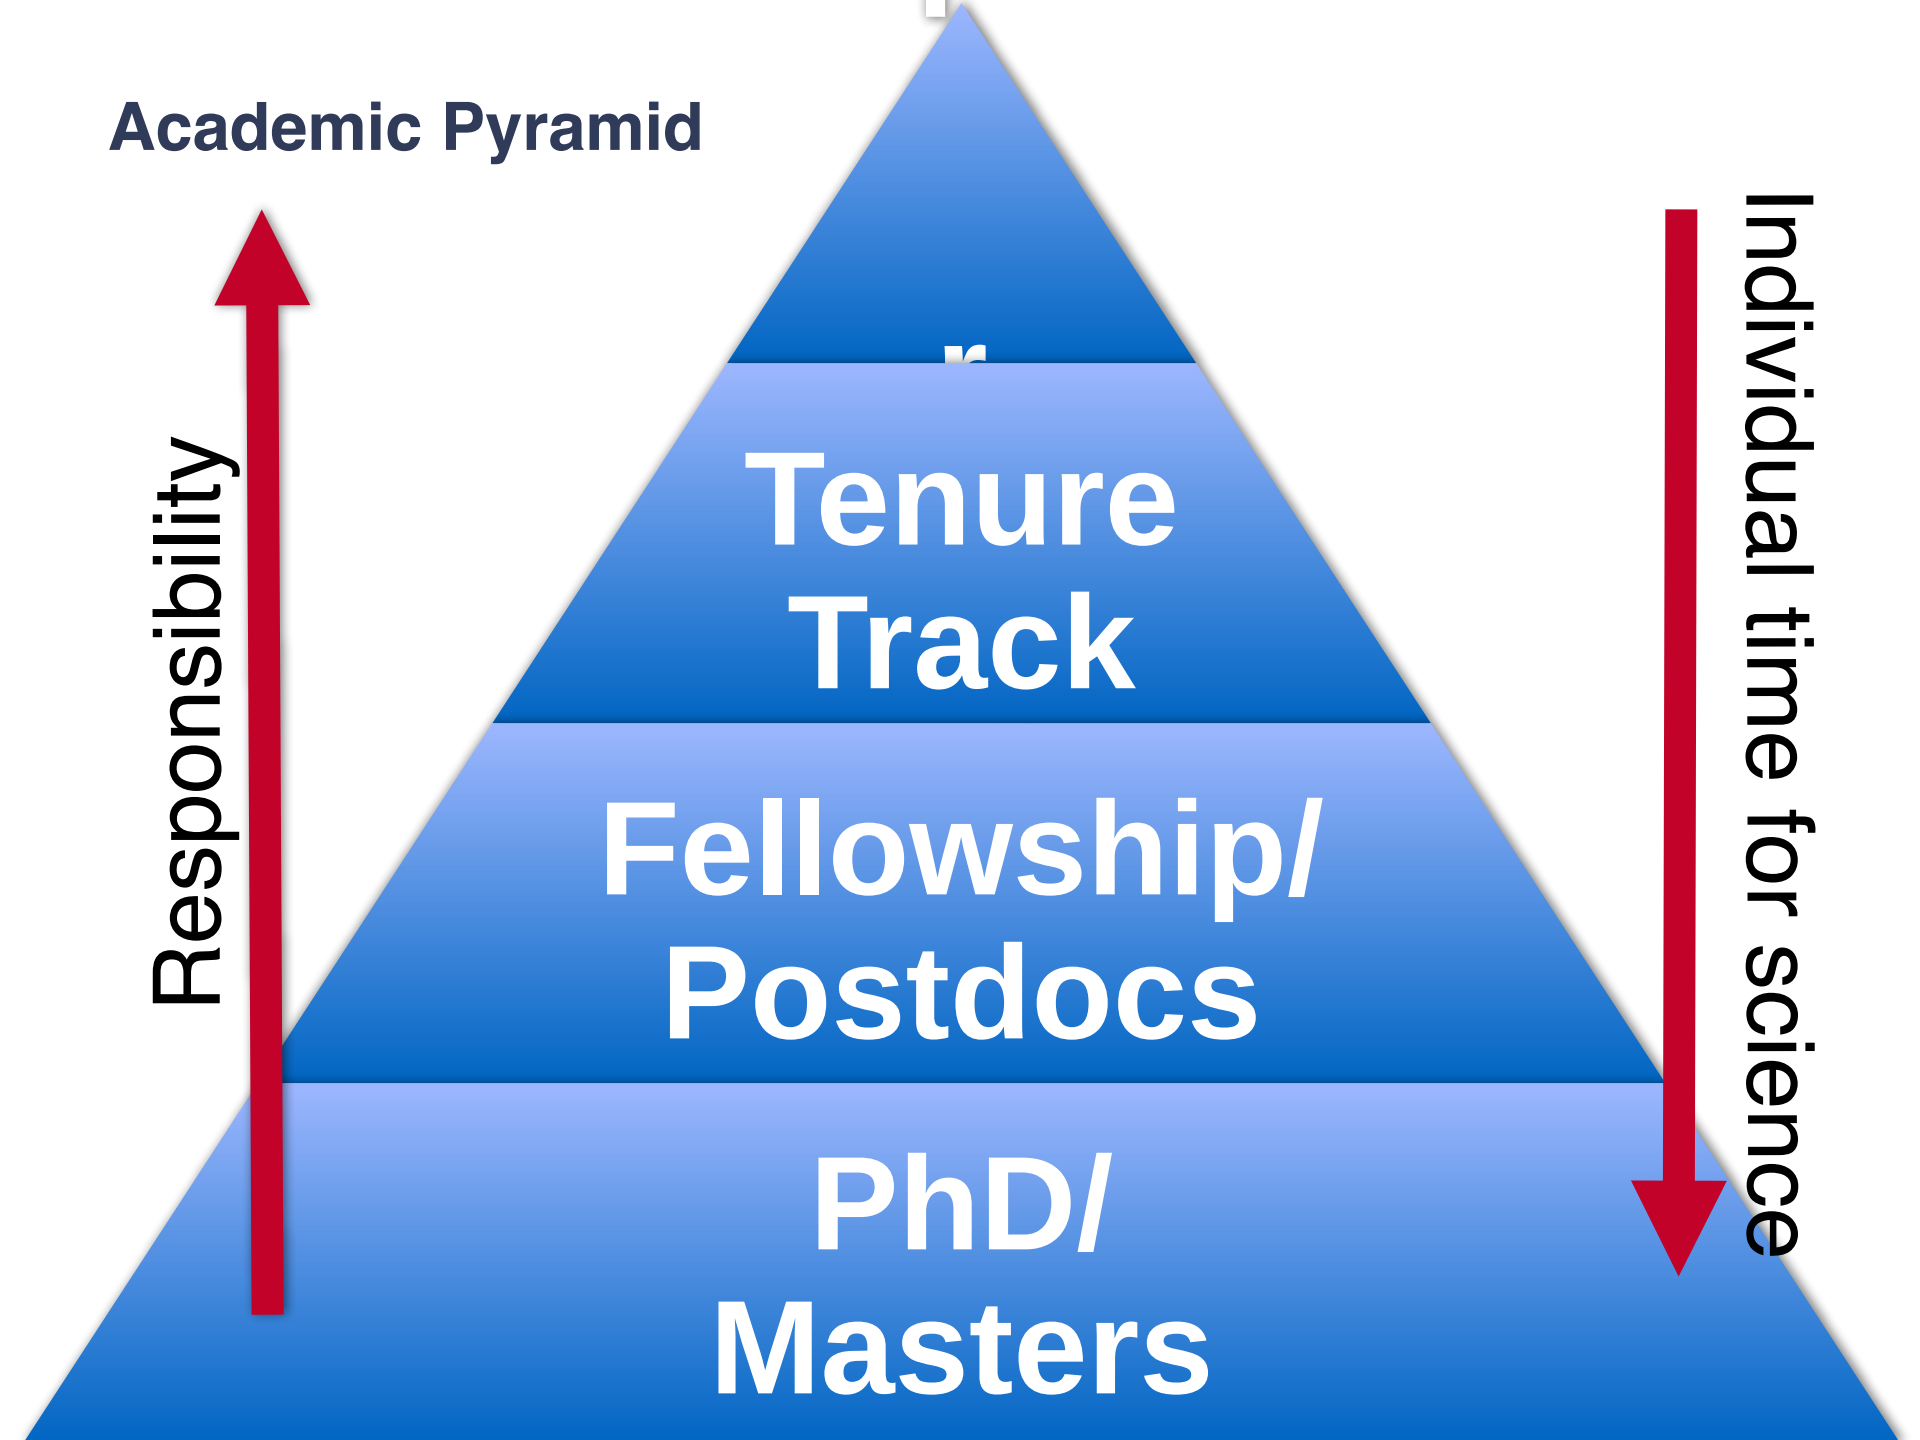 Academic Pyramid
r
Tenure
Track
Fellowship/
Postdocs
PhD/
Masters
Responsibility
Individual time for science